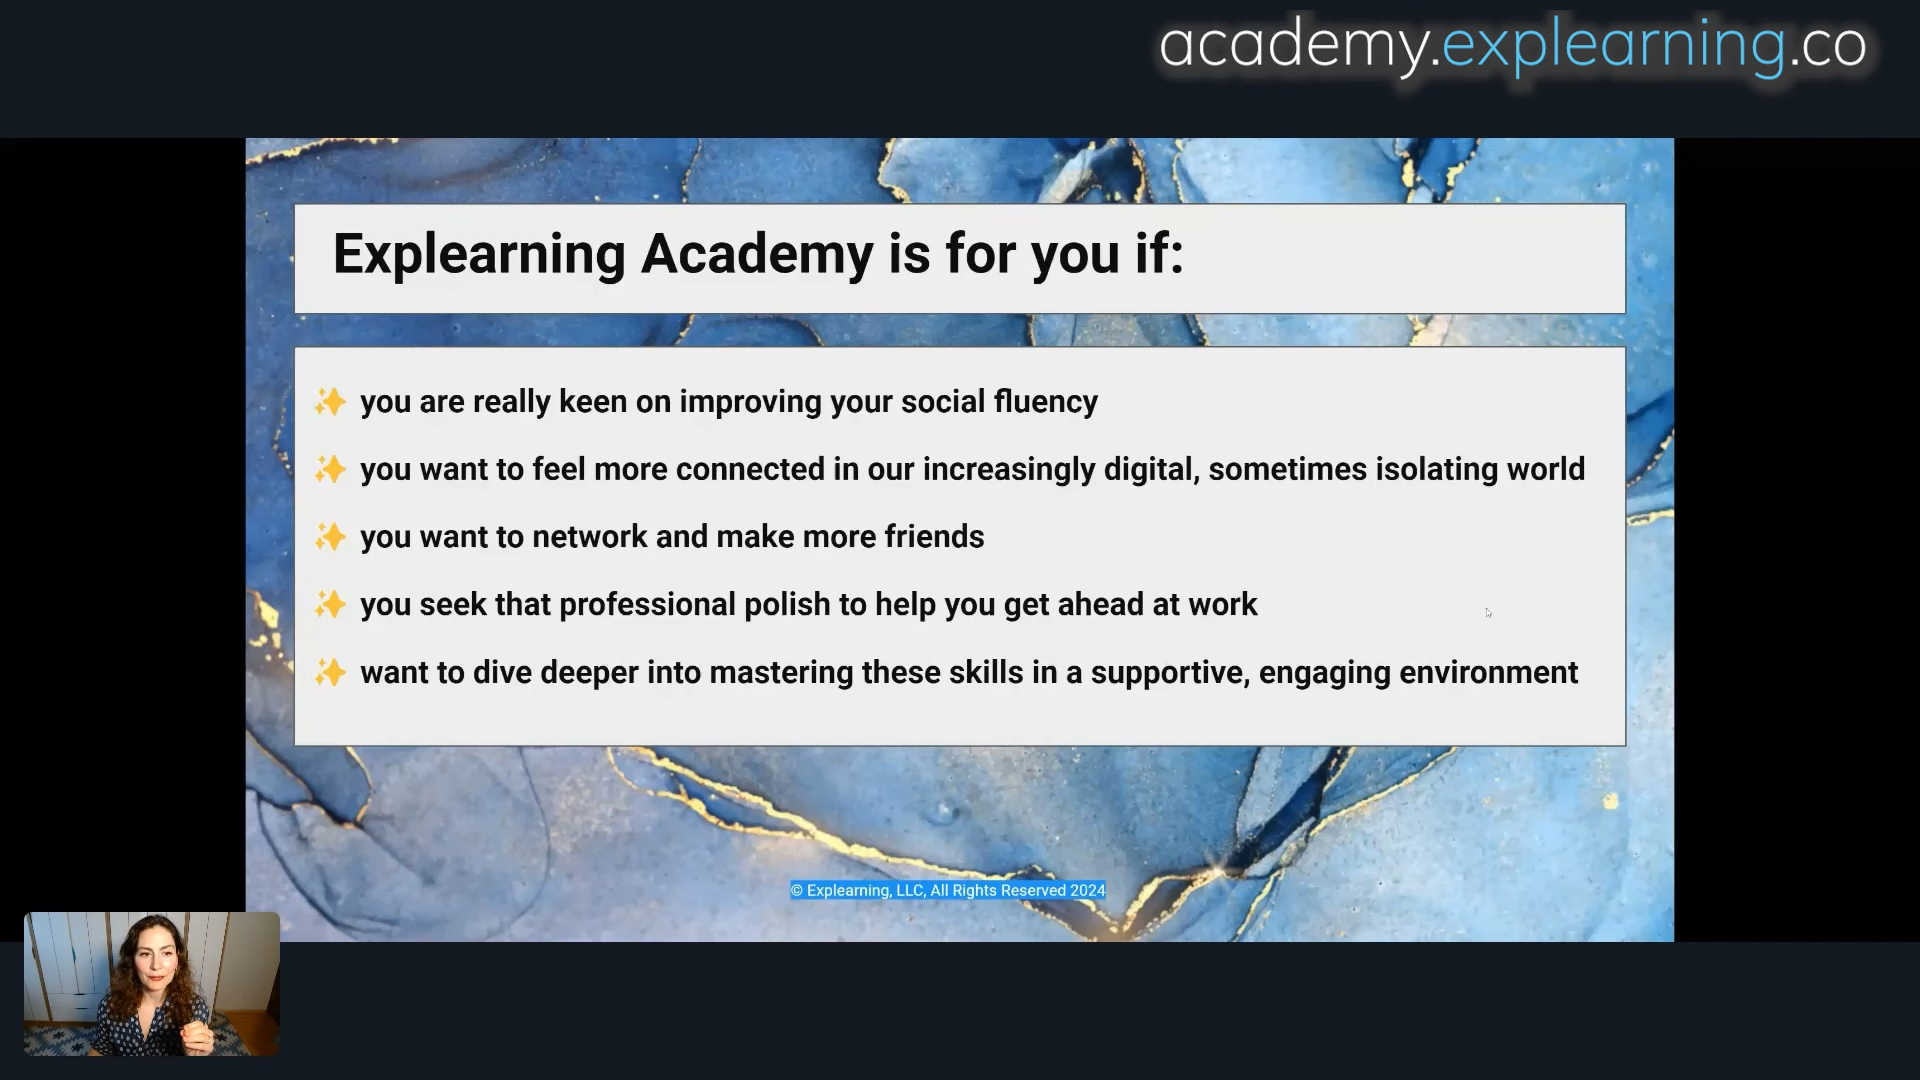 academy.explearning.co
Explearning Academy is for you if:
✨ you are really keen on improving your social fluency
✨ you want to feel more connected in our increasingly digital, sometimes isolating world
✨ you want to network and make more friends
✨ you seek that professional polish to help you get ahead at work
✨ want to dive deeper into mastering these skills in a supportive, engaging environment
© Explearning, LLC, All Rights Reserved 2024